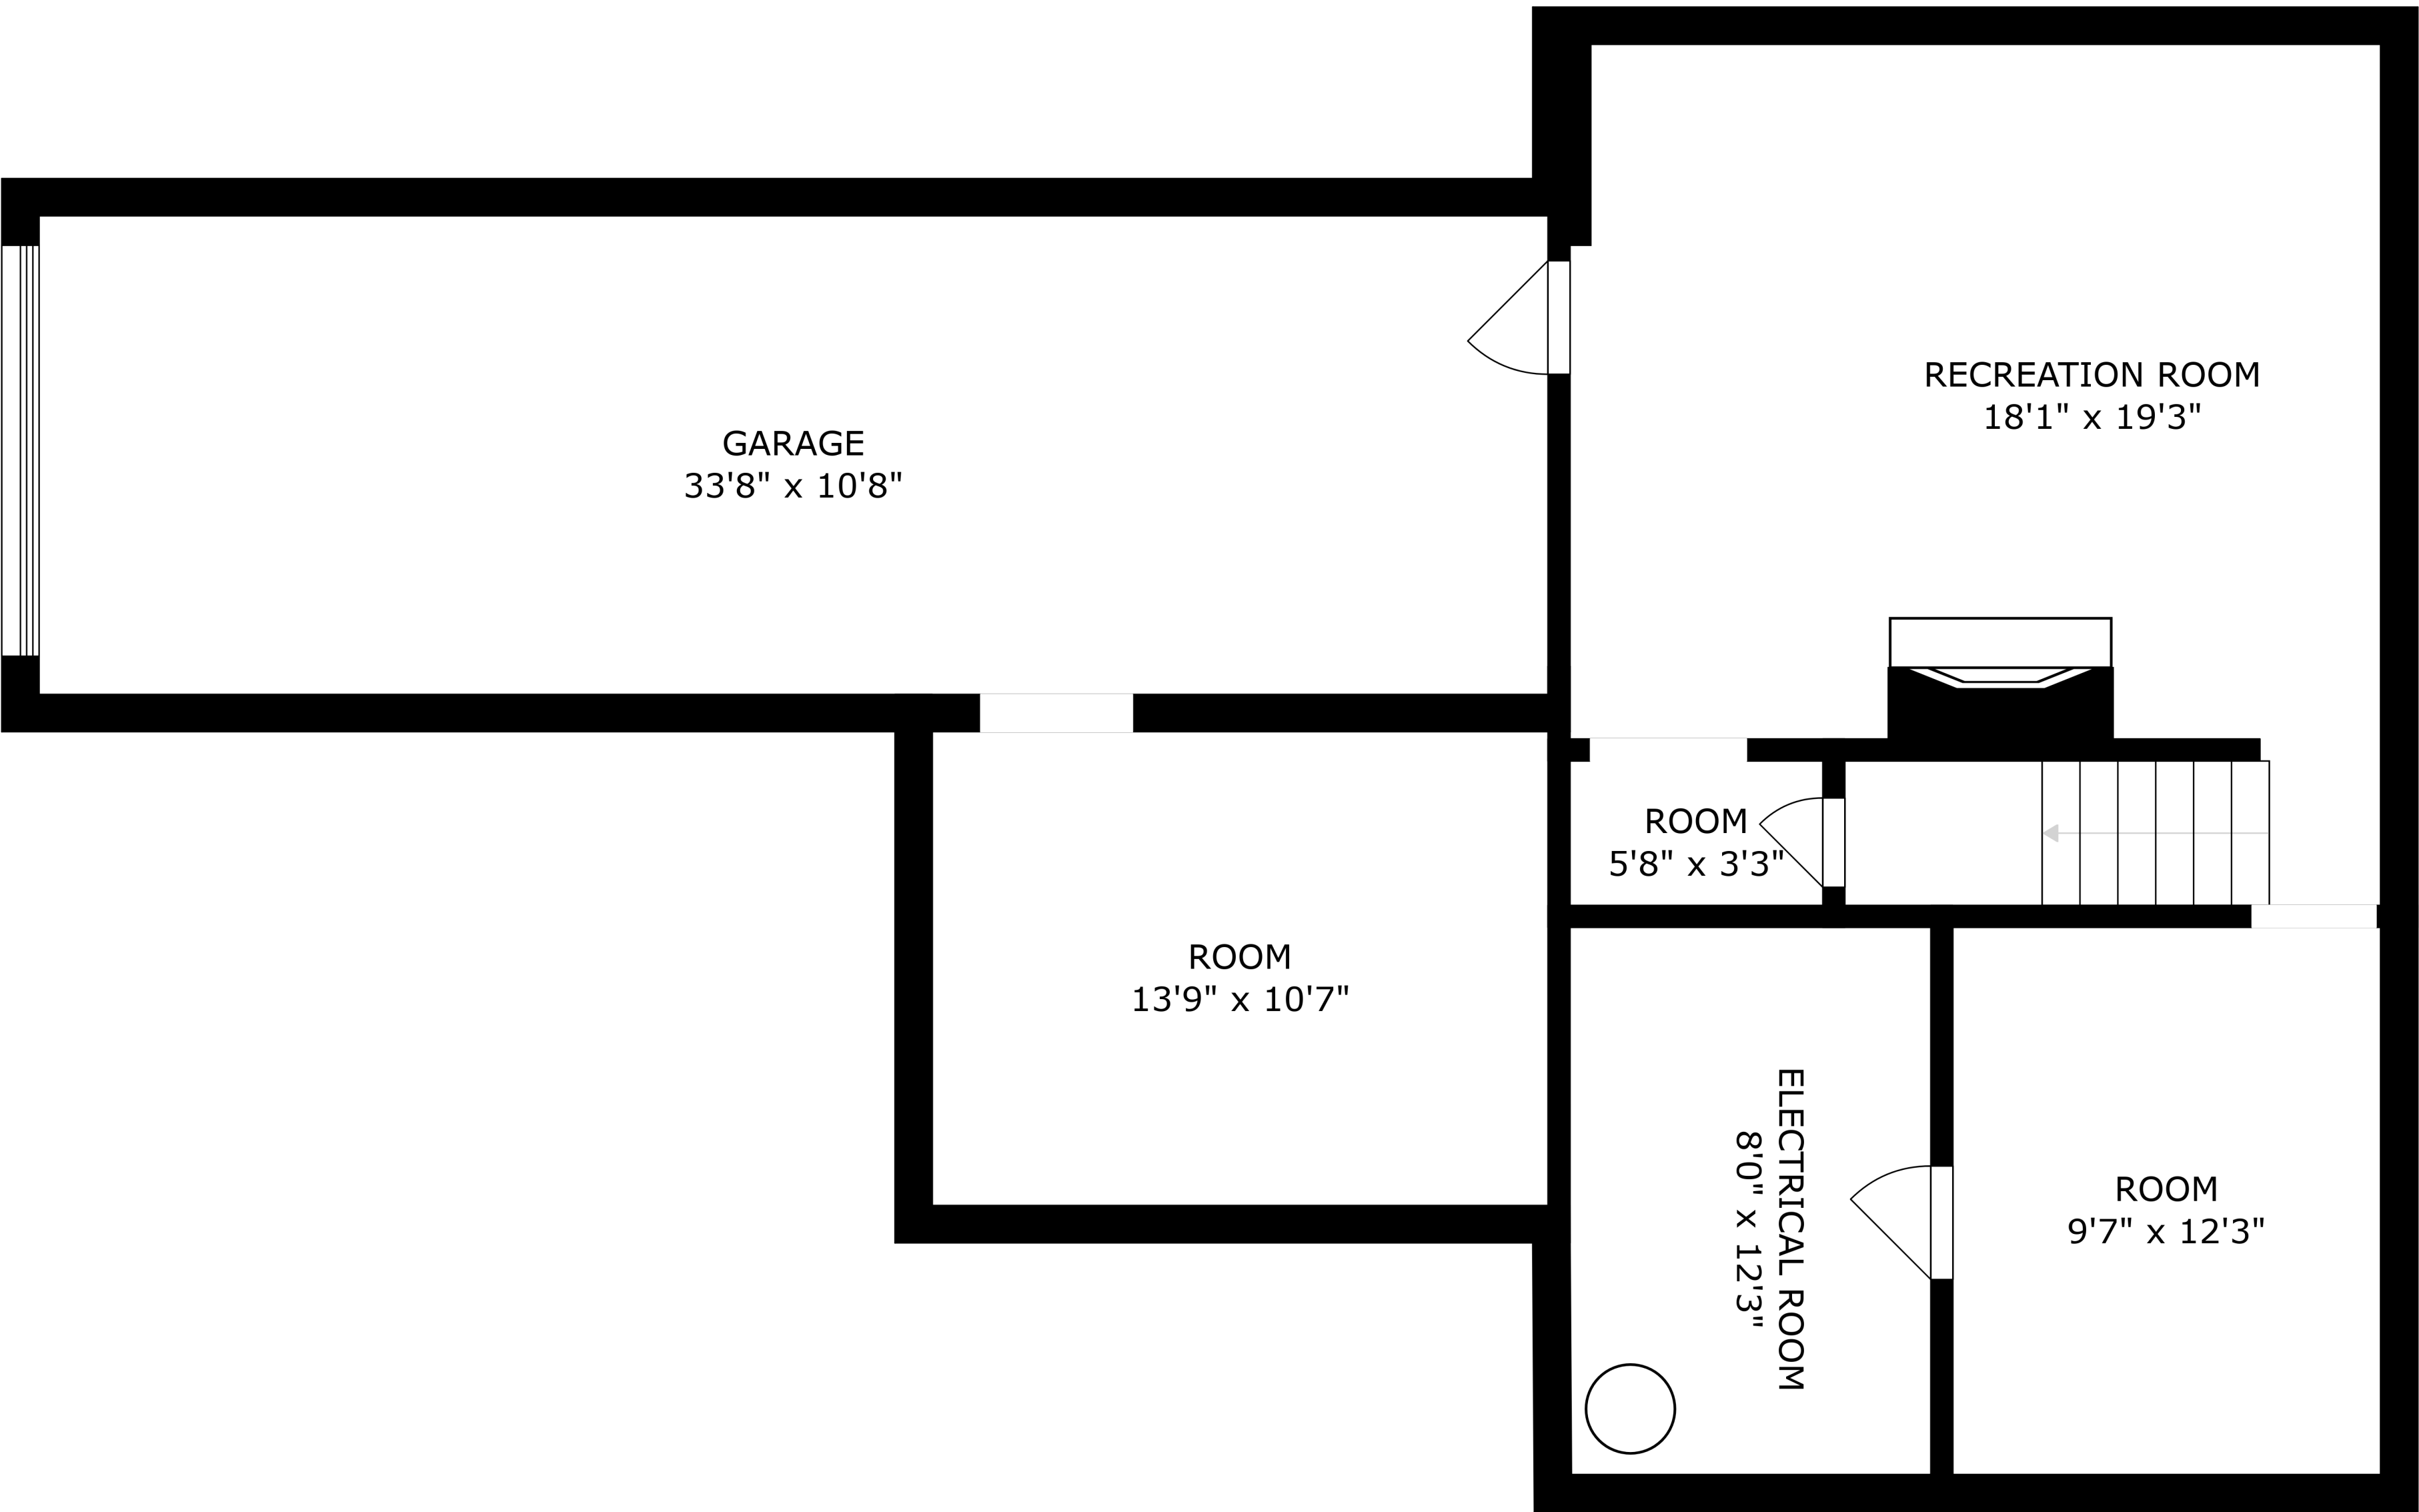 RECREATION ROOM
18'1" x 19'3"
GARAGE
33'8" x 10'8"
ROOM
5'8" x 3'3"
ROOM
13'9" x 10'7"
ELECTRICAL ROOM
8'0" x 12'3"
ROOM
9'7" x 12'3"